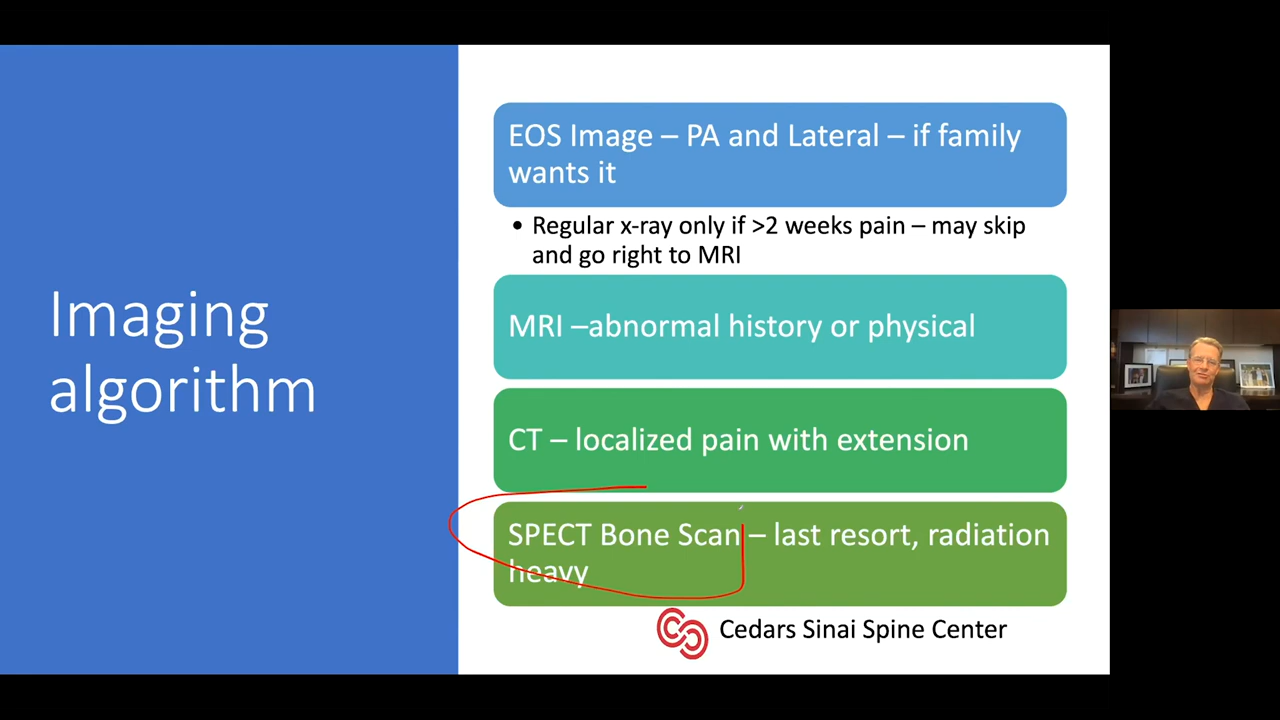 Imaging
algorithm
EOS Image – PA and Lateral – if family
wants it
• Regular x-ray only if >2 weeks pain – may skip
and go right to MRI
MRI –abnormal history or physical
CT – localized pain with extension
SPECT Bone Scan – last resort, radiation
heavy
Cedars Sinai Spine Center